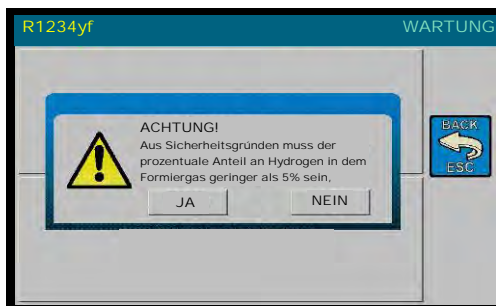 R1234yf WARTUNG
ACHTUNG!
Aus Sicherheitsgründen muss der
prozentuale Anteil an Hydrogen in dem
Formiergas geringer als 5% sein,
JA NEIN
BACK
ESC